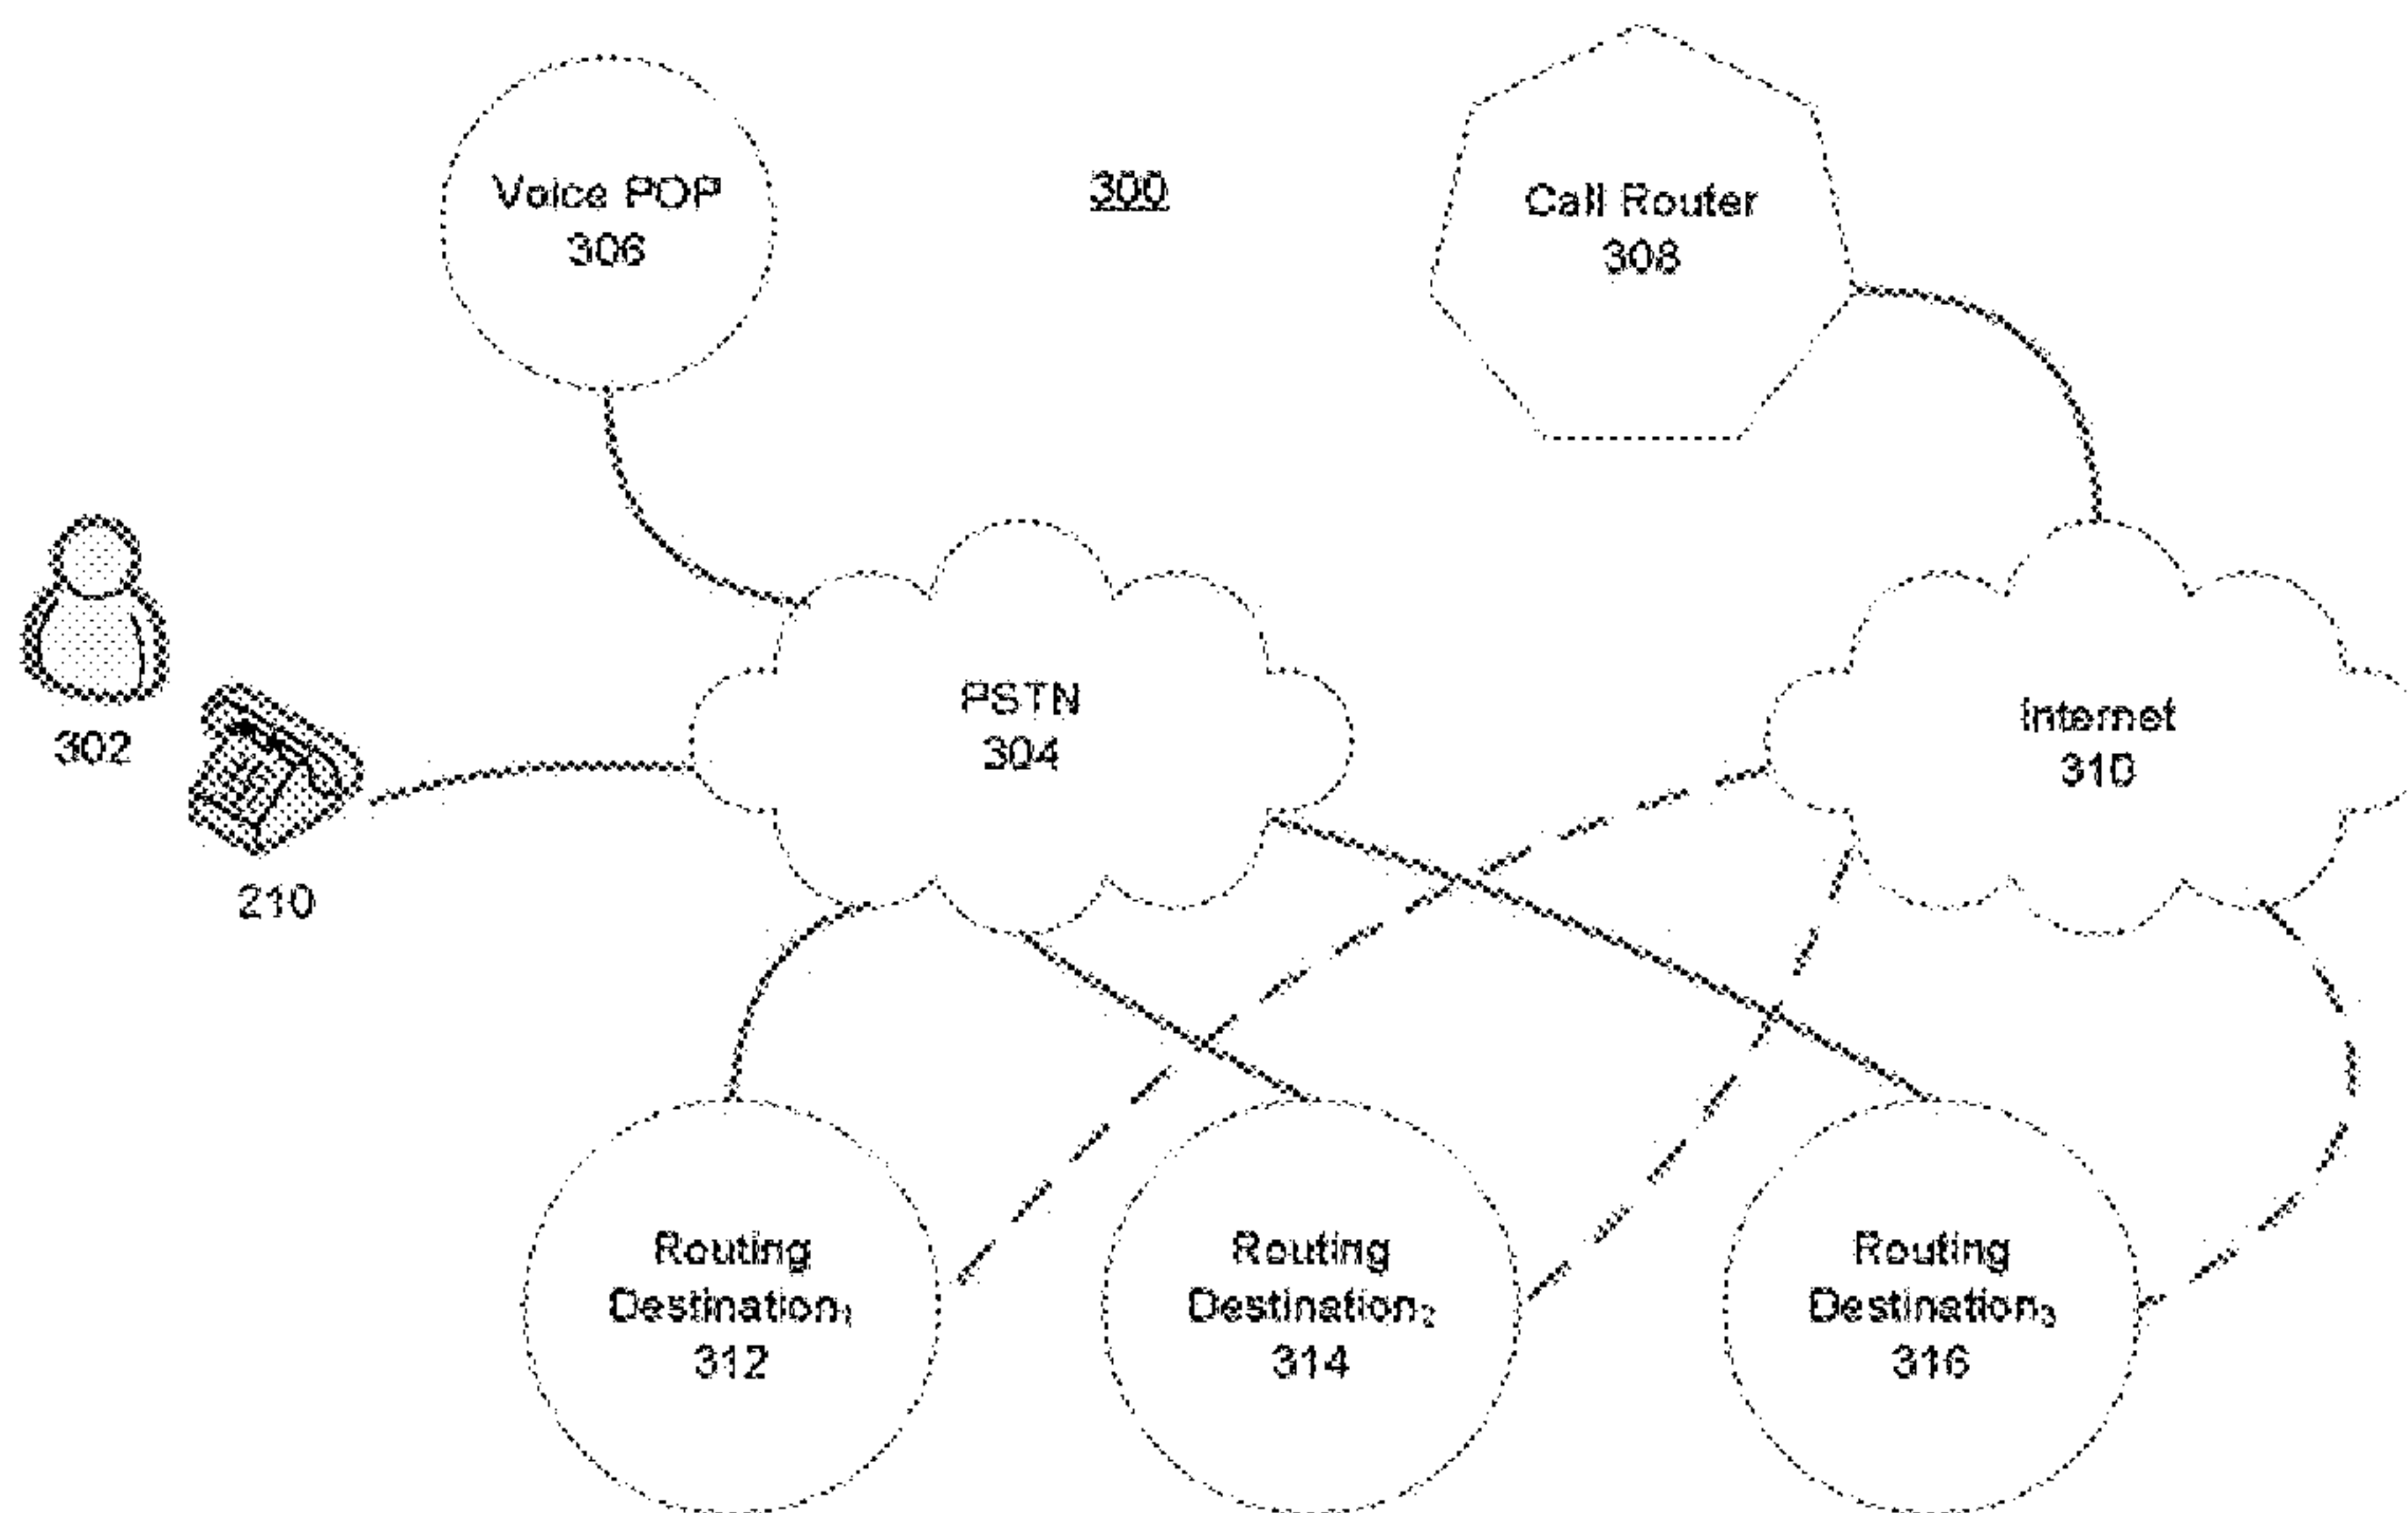 Voice POP
306
300
Call Router
308
302
210
PSTN
304
Internet
310
Routing
Destination₁
312
Routing
Destination₂
314
Routing
Destination₃
316